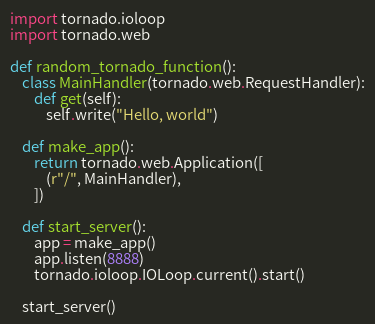 import tornado.ioloop
import tornado.web

def random_tornado_function():
    class MainHandler(tornado.web.RequestHandler):
        def get(self):
            self.write("Hello, world")

    def make_app():
        return tornado.web.Application([
            (r"/", MainHandler),
        ])

    def start_server():
        app = make_app()
        app.listen(8888)
        tornado.ioloop.IOLoop.current().start()

    start_server()